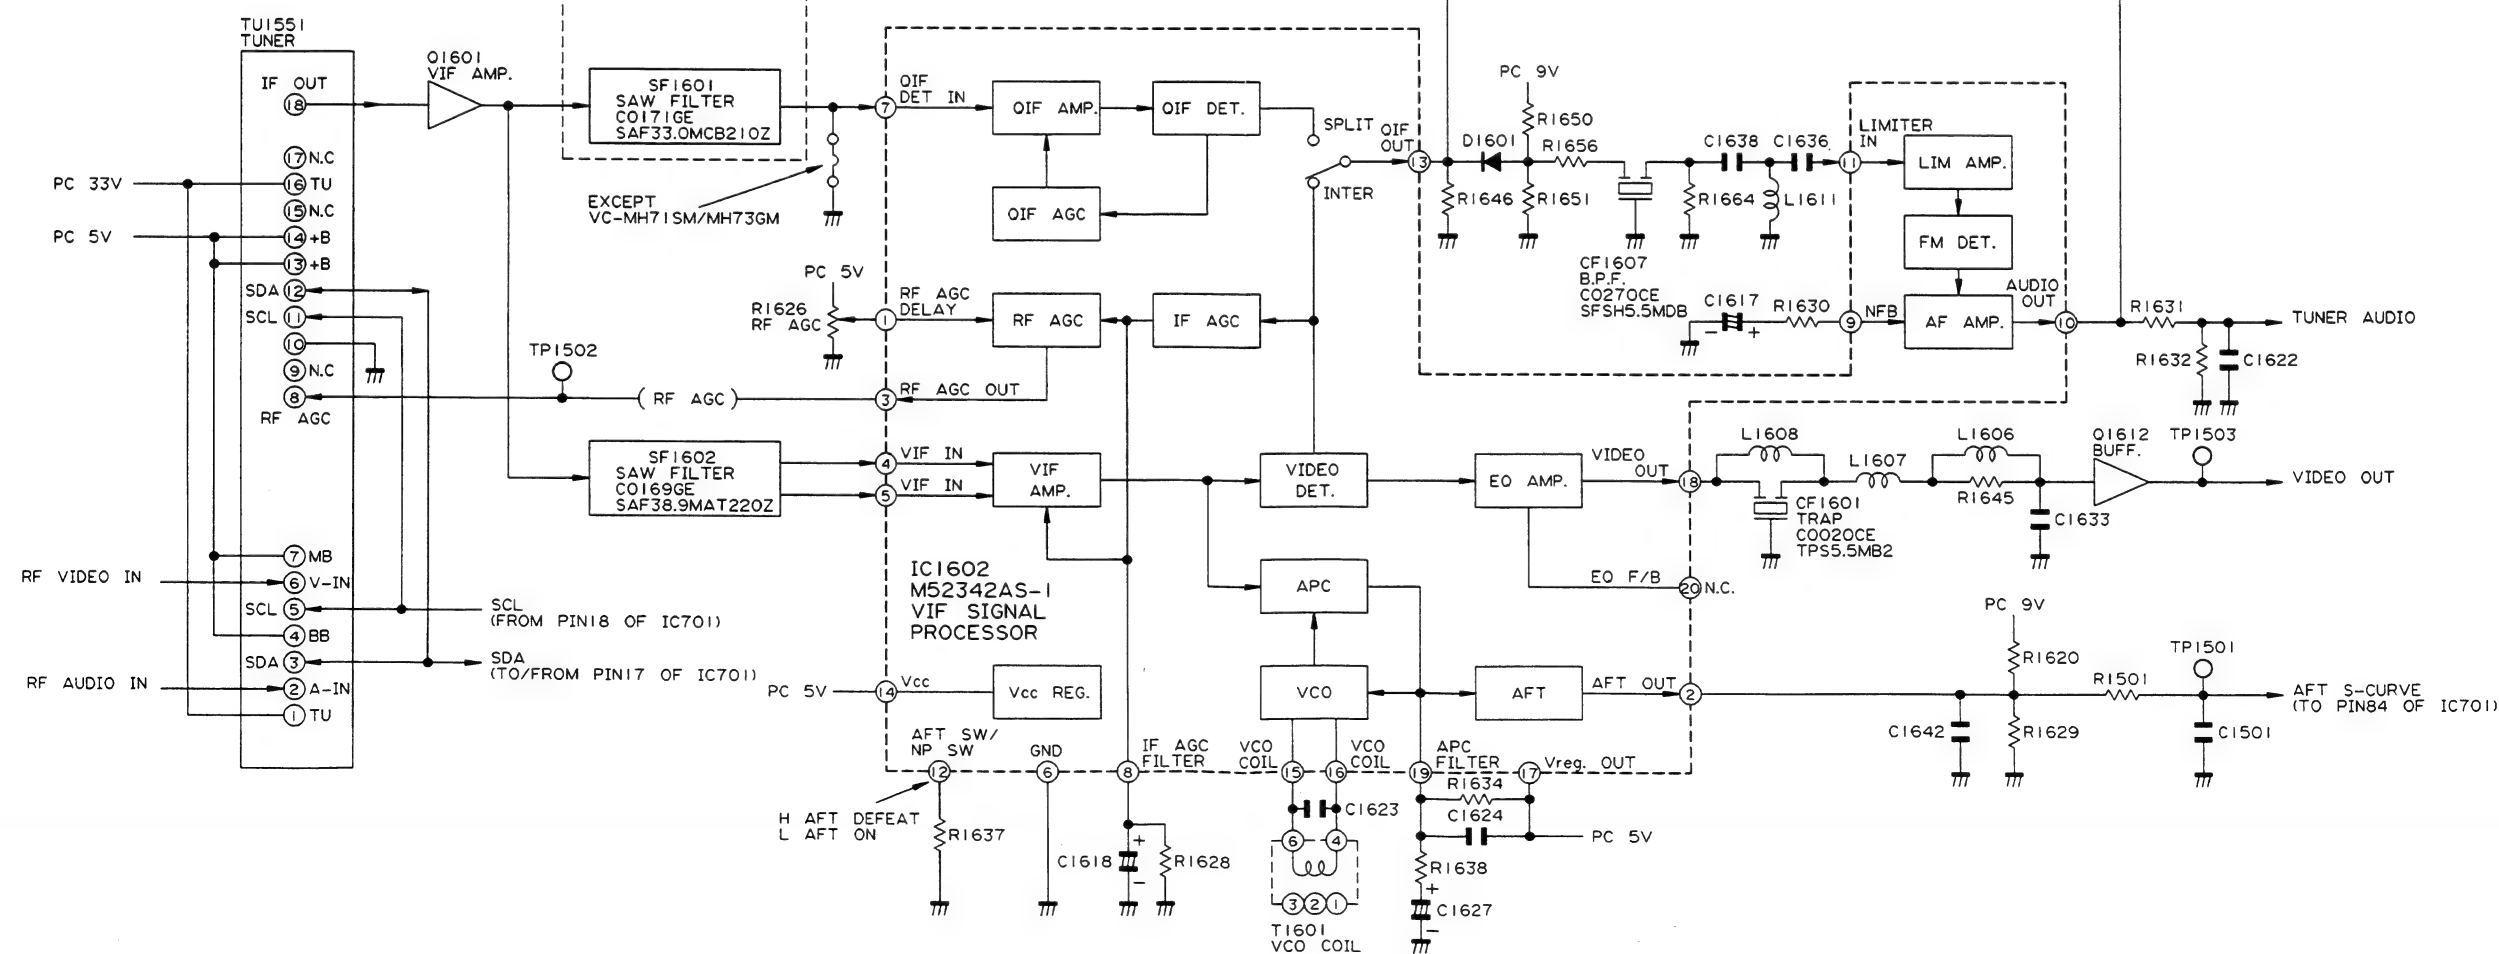 TU1551
TUNER
IF OUT
18
17 N.C
PC 33V
16 TU
15 N.C
PC 5V
14 +B
13 +B
SDA 12
SCL 11
10
9 N.C
8
RF AGC
7 MB
RF VIDEO IN
6 V-IN
SCL 5
4 BB
SDA 3
RF AUDIO IN
2 A-IN
1 TU
SCL
(FROM PIN18 OF IC701)
SDA
(TO/FROM PIN17 OF IC701)
Q1601
VIF AMP.
SF1601
SAW FILTER
C0171GE
SAF33.0MCB210Z
EXCEPT
VC-MH71SM/MH73GM
PC 5V
R1626
RF AGC
TP1502
( RF AGC )
SF1602
SAW FILTER
C0169GE
SAF38.9MAT220Z
QIF
DET IN
7
QIF AMP.
QIF DET.
QIF AGC
SPLIT
INTER
QIF
OUT
13
RF AGC
DELAY
1
RF AGC
IF AGC
3
RF AGC OUT
4
VIF IN
5
VIF IN
VIF
AMP.
VIDEO
DET.
EQ AMP.
VIDEO
OUT
18
IC1602
M52342AS-1
VIF SIGNAL
PROCESSOR
APC
EQ F/B
20 N.C.
PC 5V
14
Vcc
Vcc REG.
VCO
AFT
AFT OUT
2
AFT SW/
NP SW
12
GND
6
IF AGC
FILTER
8
VCO
COIL
15
VCO
COIL
16
APC
FILTER
19
17
Vreg. OUT
H AFT DEFEAT
L AFT ON
R1637
C1618
+
-
R1628
C1623
6
4
3 2 1
T1601
VCO COIL
R1634
C1624
PC 5V
R1638
+
C1627
-
PC 9V
R1650
D1601
R1656
R1646
R1651
CF1607
B.P.F.
C0270CE
SFSH5.5MDB
C1638
C1636
R1664
L1611
LIMITER
IN
11
LIM AMP.
FM DET.
C1617
-
+
R1630
9
NFB
AF AMP.
AUDIO
OUT
10
R1631
TUNER AUDIO
R1632
C1622
L1608
CF1601
TRAP
C0020CE
TPS5.5MB2
L1607
L1606
R1645
C1633
Q1612
BUFF.
TP1503
VIDEO OUT
PC 9V
R1620
C1642
R1629
R1501
TP1501
C1501
AFT S-CURVE
(TO PIN84 OF IC701)